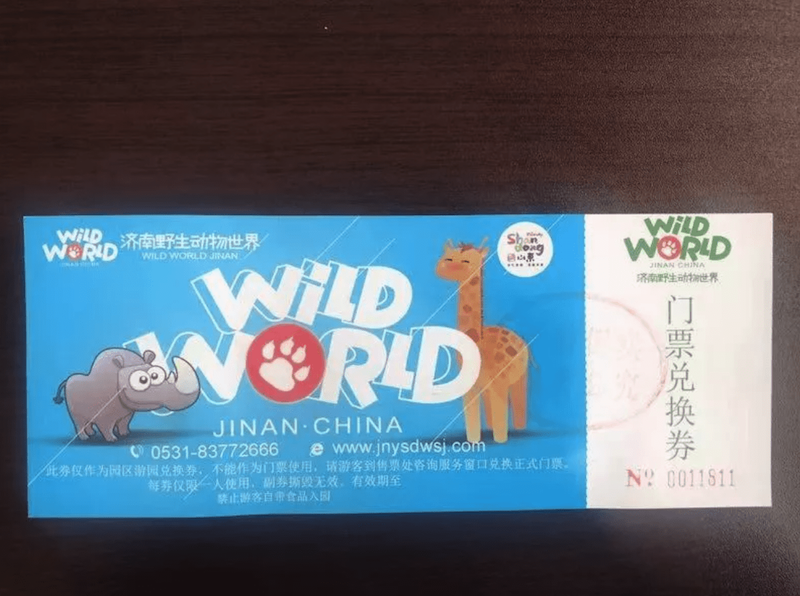 WiLD WORLD
JINAN CHINA
济南野生动物世界
WILD WORLD JINAN
Shandong
WiLD WORLD
JINAN·CHINA
0531-83772666 www.jnysdwsj.com
此券仅作为园区游园兑换券,不能作为门票使用,请游客到售票处咨询服务窗口兑换正式门票。
每券仅限一人使用、副券撕毁无效。有效期至
禁止游客自带食品入园
WiLD WORLD
JINAN CHINA
济南野生动物世界
门票兑换券
No. 0011811